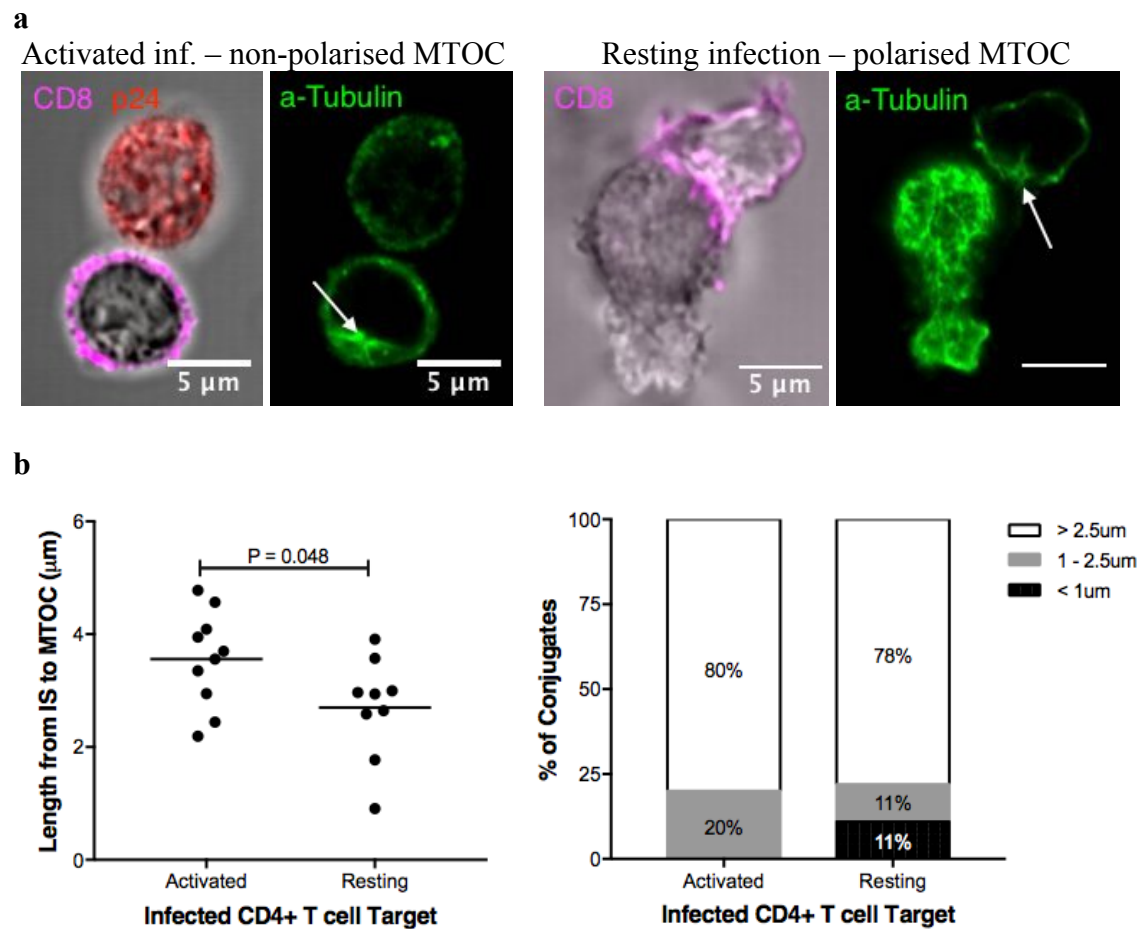 a
Activated inf. – non-polarised MTOC
Resting infection – polarised MTOC
CD8 p24
a-Tubulin
CD8
a-Tubulin
5 µm
5 µm
5 µm
b
Length from IS to MTOC (µm)
6
4
2
0
P = 0.048
Activated
Resting
Infected CD4+ T cell Target
% of Conjugates
100
75
50
25
0
80%
20%
78%
11%
11%
Activated
Resting
Infected CD4+ T cell Target
> 2.5um
1 - 2.5um
< 1um